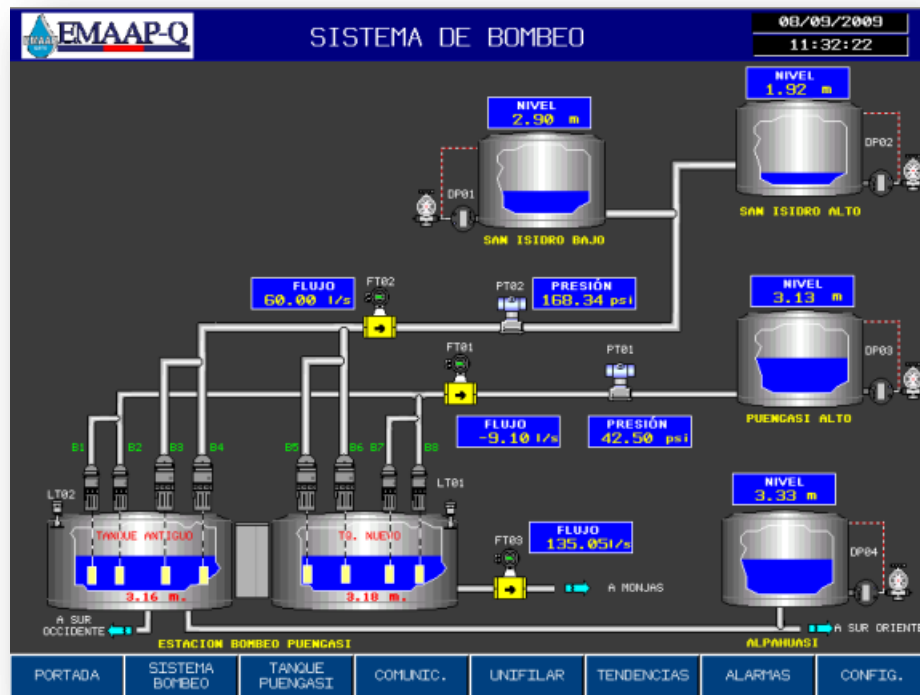 EMAAP-Q
SISTEMA DE BOMBEO
08/09/2009
11:32:22
NIVEL
1.92 m
NIVEL
2.90 m
DP02
DP01
SAN ISIDRO ALTO
SAN ISIDRO BAJO
FLUJO
60.00 l/s
FT02
PT02
PRESIÓN
168.34 psi
NIVEL
3.13 m
FT01
PT01
DP03
FLUJO
-9.10 l/s
PRESIÓN
42.50 psi
PUENGASI ALTO
B1
B2
B3
B4
B5
B6
B7
B8
NIVEL
3.33 m
LT02
LT01
TANQUE ANTIGUO
TQ. NUEVO
FT03
FLUJO
135.05l/s
DP04
3.16 m.
3.18 m.
A MONJAS
A SUR
OCCIDENTE
A SUR ORIENTE
ESTACION BOMBEO PUENGASI
ALPAHUASI
PORTADA
SISTEMA
BOMBEO
TANQUE
PUENGASI
COMUNIC.
UNIFILAR
TENDENCIAS
ALARMAS
CONFIG.